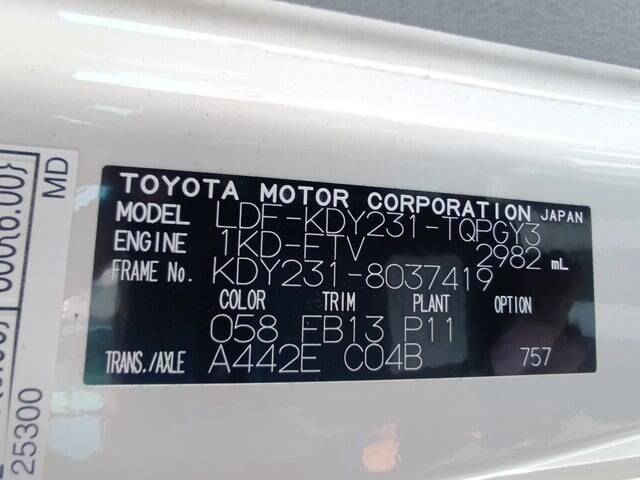 TOYOTA MOTOR CORPORATION JAPAN
MODEL LDF-KDY231-TQPGY3
ENGINE 1KD-FTV 2982 mL
FRAME No. KDY231-8037419
COLOR TRIM PLANT OPTION
058 FB13 P11
TRANS./AXLE A442E C04B 757
MD
25300